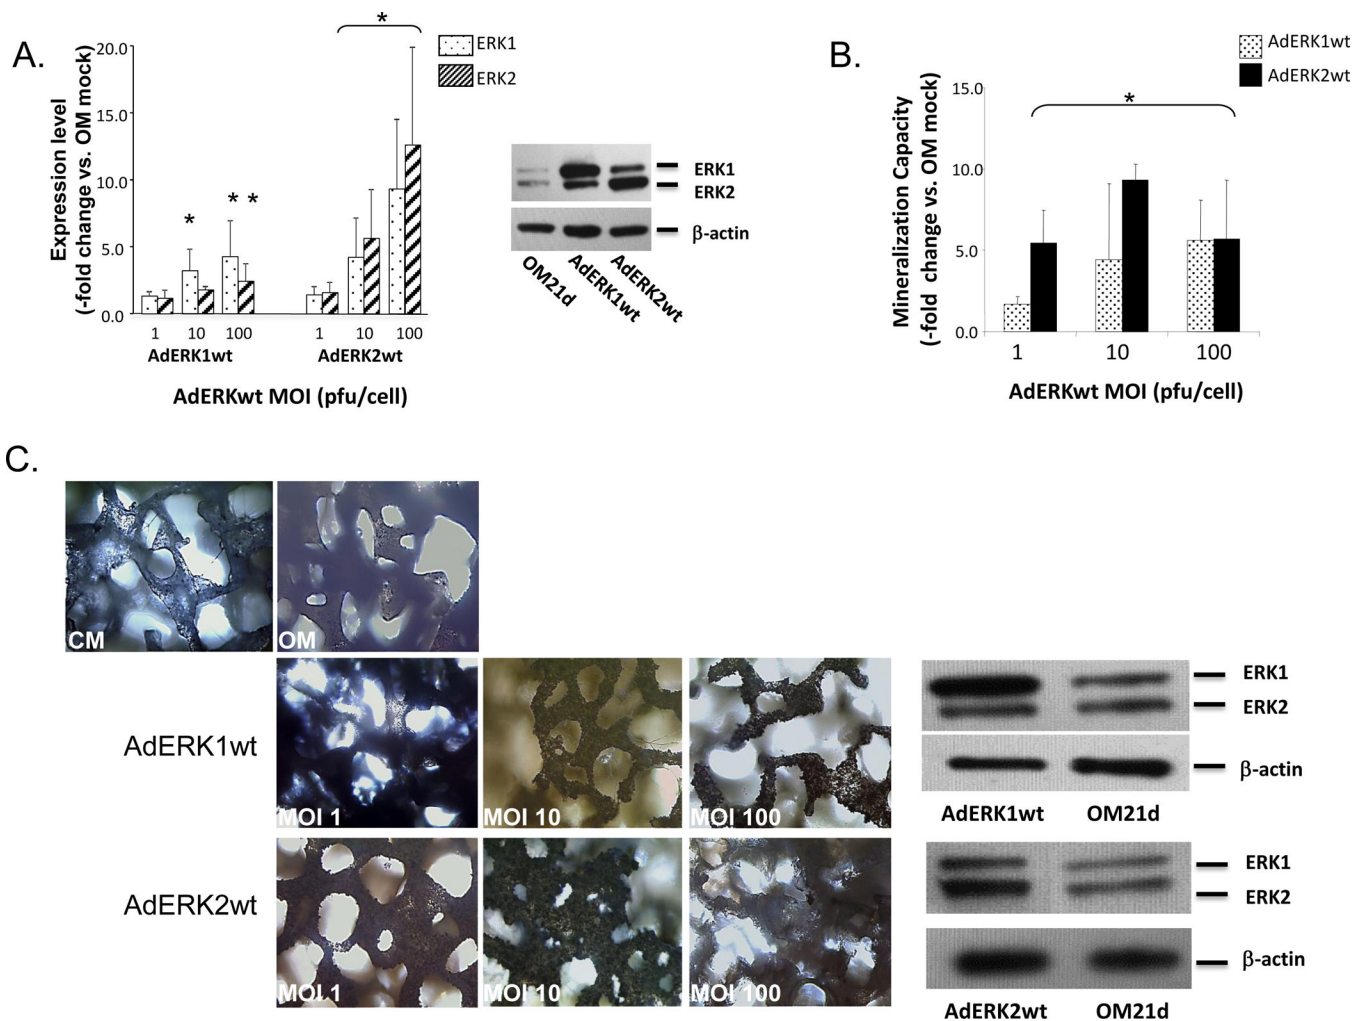 A.
*
ERK1
ERK2
Expression level
(-fold change vs. OM mock)
20.0
15.0
10.0
5.0
0.0
*
* *
1 10 100 1 10 100
AdERK1wt AdERK2wt
AdERKwt MOI (pfu/cell)
ERK1
ERK2
β-actin
OM21d
AdERK1wt
AdERK2wt
B.
AdERK1wt
AdERK2wt
Mineralization Capacity
(-fold change vs. OM mock)
15.0
10.0
5.0
0.0
*
1 10 100
AdERKwt MOI (pfu/cell)
C.
CM OM
AdERK1wt
MOI 1 MOI 10 MOI 100
ERK1
ERK2
β-actin
AdERK1wt OM21d
AdERK2wt
MOI 1 MOI 10 MOI 100
ERK1
ERK2
β-actin
AdERK2wt OM21d